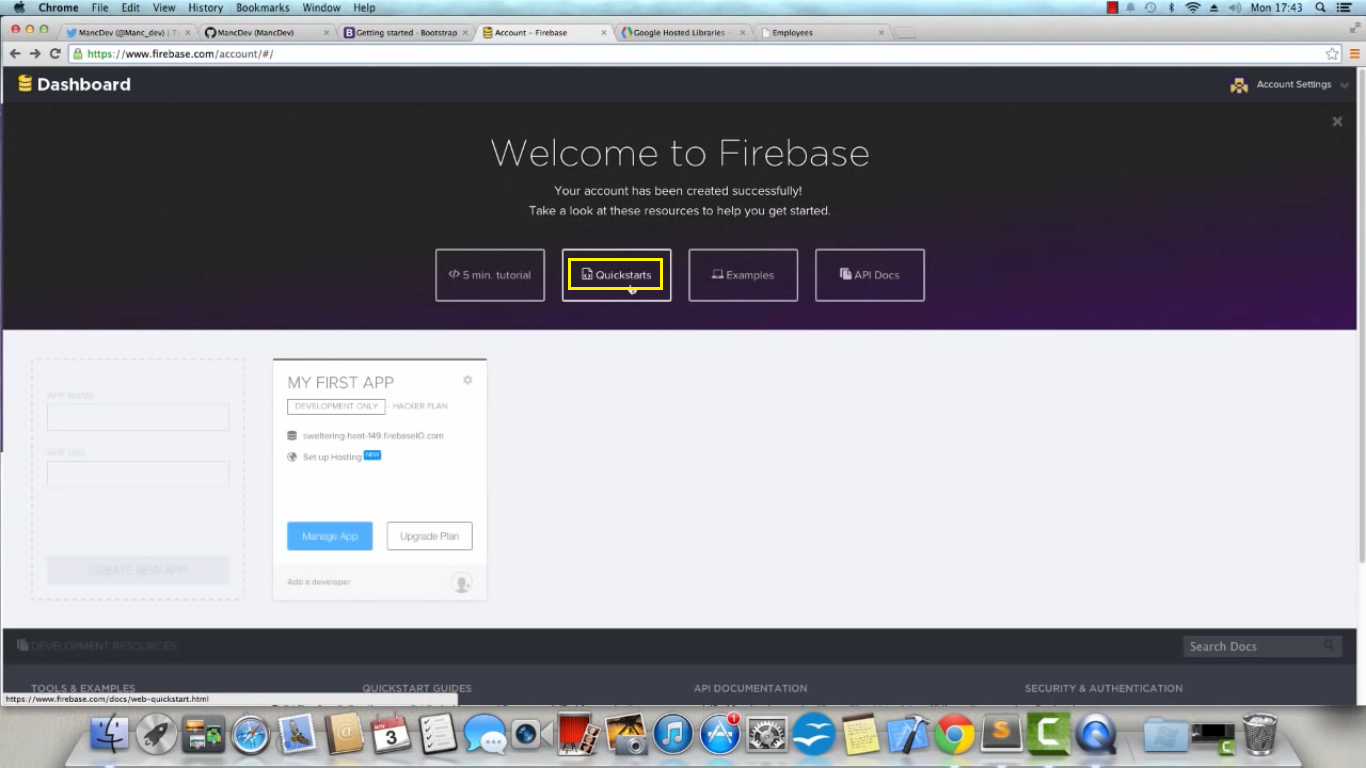 Chrome File Edit View History Bookmarks Window Help Mon 17:43
MancDev (@Manc_dev) | T MancDev (MancDev) Getting started · Bootstrap Account – Firebase Google Hosted Libraries – Employees
https://www.firebase.com/account/#/
Dashboard Account Settings
Welcome to Firebase
Your account has been created successfully!
Take a look at these resources to help you get started.
5 min. tutorial Quickstarts Examples API Docs
MY FIRST APP
APP NAME
DEVELOPMENT ONLY - HACKER PLAN
sweltering-heat-149.firebaseIO.com
APP URL
Set up Hosting NEW
Manage App Upgrade Plan
CREATE NEW APP
Add a developer
DEVELOPMENT RESOURCES Search Docs
TOOLS & EXAMPLES QUICKSTART GUIDES API DOCUMENTATION SECURITY & AUTHENTICATION
https://www.firebase.com/docs/web-quickstart.html
3
1